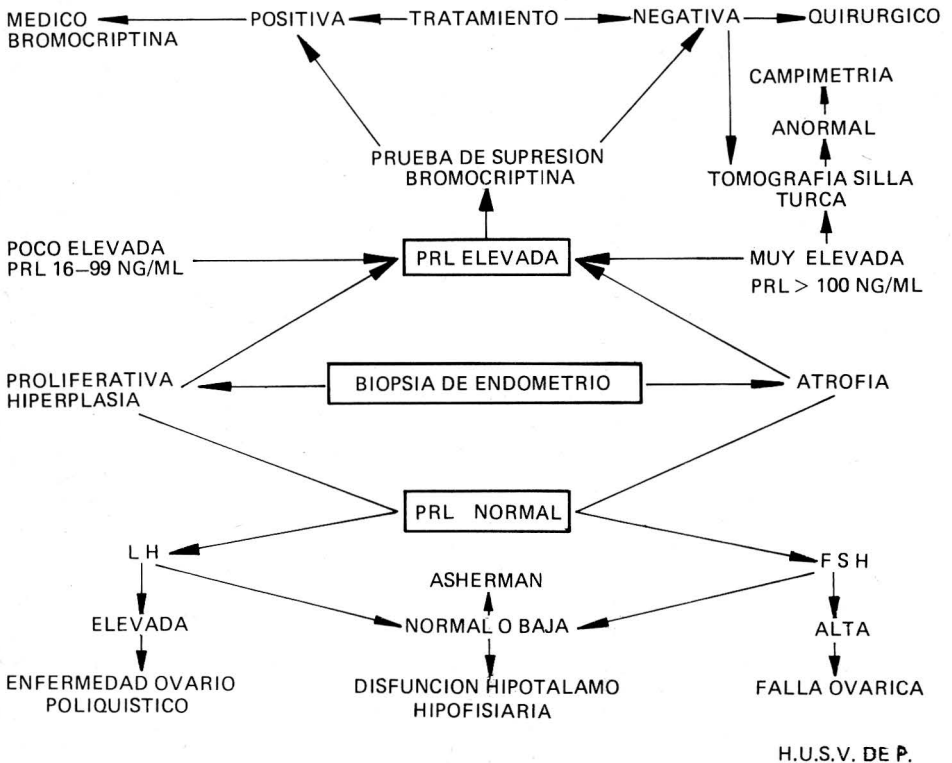 MEDICO
BROMOCRIPTINA
POSITIVA
TRATAMIENTO
NEGATIVA
QUIRURGICO
CAMPIMETRIA
ANORMAL
PRUEBA DE SUPRESION
BROMOCRIPTINA
TOMOGRAFIA SILLA
TURCA
POCO ELEVADA
PRL 16–99 NG/ML
PRL ELEVADA
MUY ELEVADA
PRL > 100 NG/ML
PROLIFERATIVA
HIPERPLASIA
BIOPSIA DE ENDOMETRIO
ATROFIA
PRL NORMAL
LH
FSH
ASHERMAN
ELEVADA
NORMAL O BAJA
ALTA
ENFERMEDAD OVARIO
POLIQUISTICO
DISFUNCION HIPOTALAMO
HIPOFISIARIA
FALLA OVARICA
H.U.S.V. DE P.